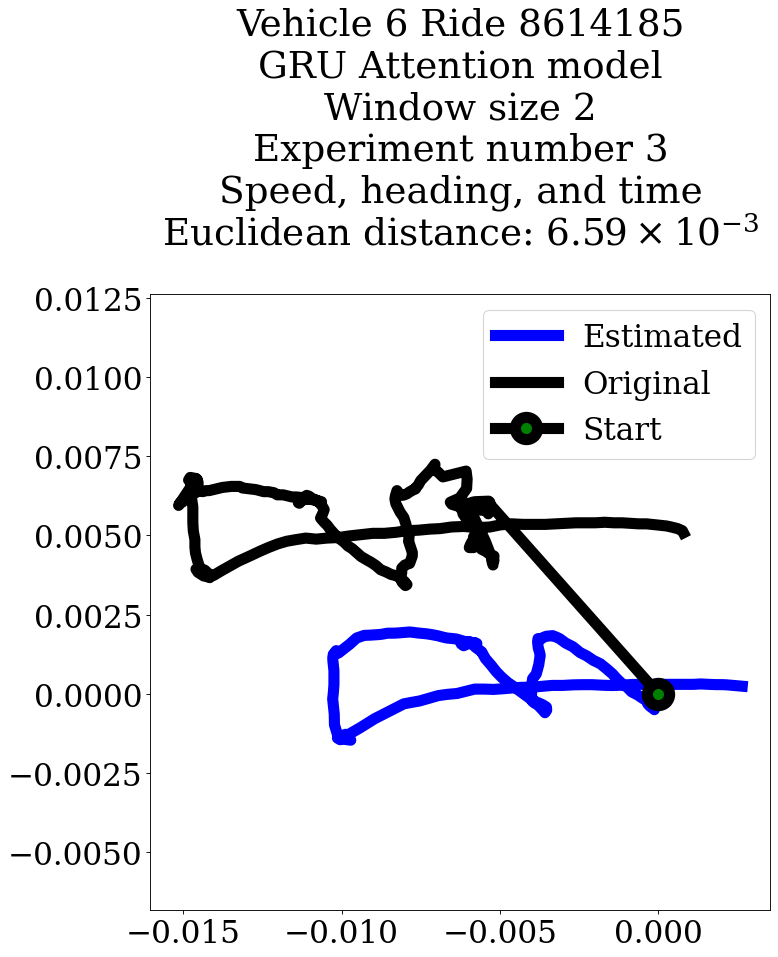 Vehicle 6 Ride 8614185
GRU Attention model
Window size 2
Experiment number 3
Speed, heading, and time
Euclidean distance: 6.59 × 10⁻³
0.0125
0.0100
0.0075
0.0050
0.0025
0.0000
−0.0025
−0.0050
Estimated
Original
Start
−0.015
−0.010
−0.005
0.000